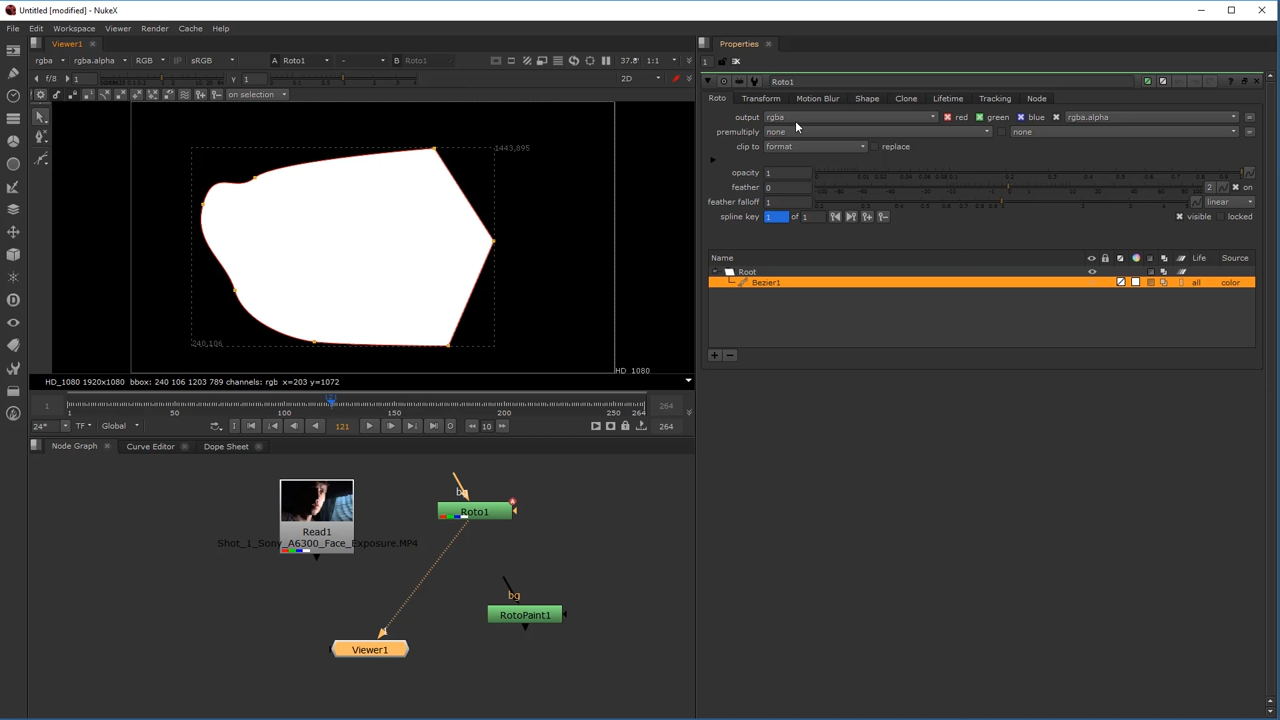 Untitled [modified] - NukeX
File Edit Workspace Viewer Render Cache Help
Viewer1
rgba rgba.alpha RGB IP sRGB A Roto1 - B Roto1 37.8 1:1
f/8 1 Y 1 2D
on selection
1443,895
240,106
HD_1080
HD_1080 1920x1080 bbox: 240 106 1203 789 channels: rgb x=203 y=1072
1 121 264
1 50 100 150 200 250 264
24* TF Global 121 10 264
Node Graph Curve Editor Dope Sheet
Read1
Shot_1_Sony_A6300_Face_Exposure.MP4
bg
Roto1
bg
RotoPaint1
Viewer1
Properties
1
Roto1
Roto Transform Motion Blur Shape Clone Lifetime Tracking Node
output rgba red green blue rgba.alpha
premultiply none none
clip to format replace
opacity 1
feather 0 2 on
feather falloff 1 linear
spline key 1 of 1 visible locked
Name Life Source
Root
Bezier1 all color